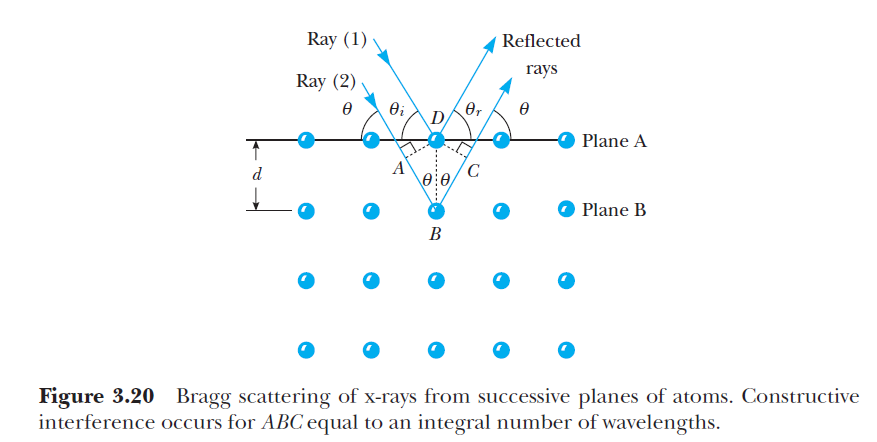 Ray (1)
Reflected
rays
Ray (2)
θ
θi
D
θr
θ
Plane A
A
C
d
θ
θ
Plane B
B
Figure 3.20 Bragg scattering of x-rays from successive planes of atoms. Constructive
interference occurs for ABC equal to an integral number of wavelengths.